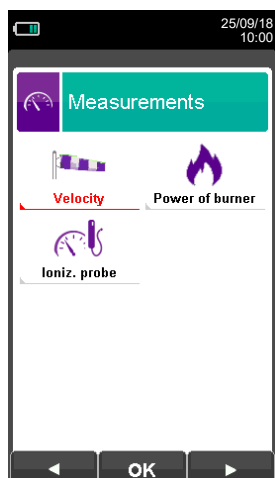 25/09/18
10:00
Measurements
Velocity
Power of burner
Ioniz. probe
OK